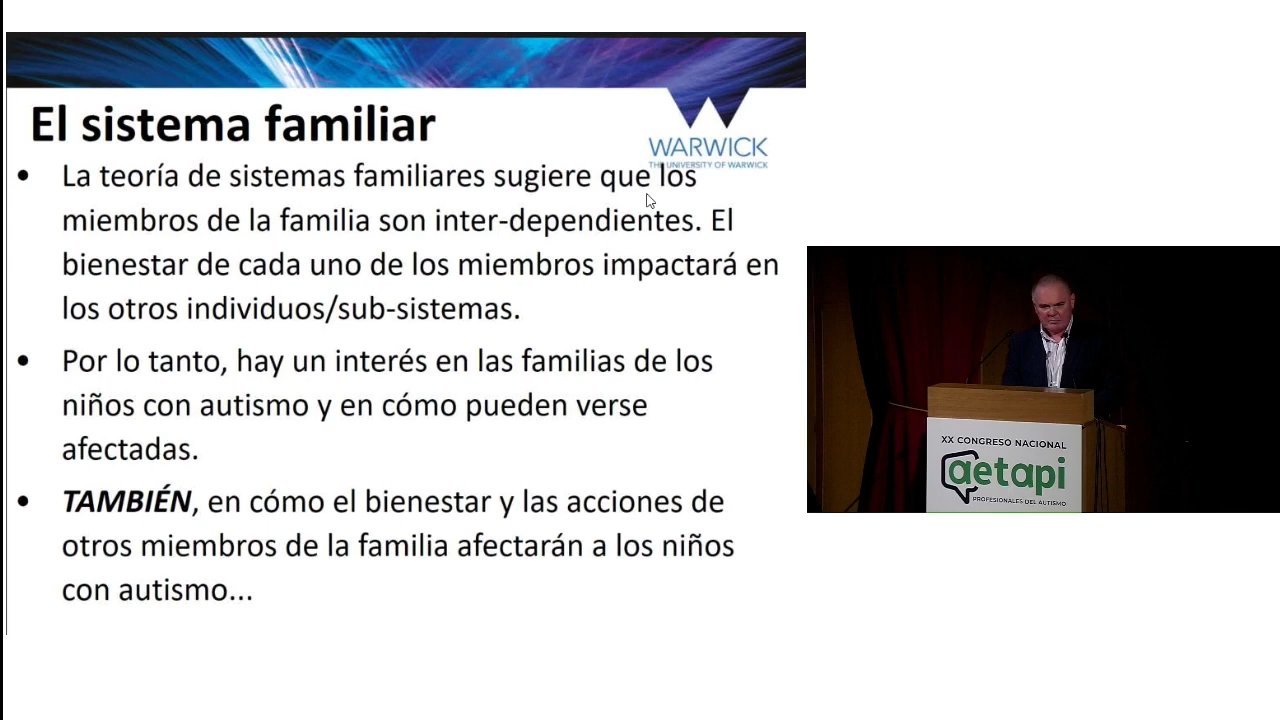 El sistema familiar
WARWICK
THE UNIVERSITY OF WARWICK
• La teoría de sistemas familiares sugiere que los
miembros de la familia son inter-dependientes. El
bienestar de cada uno de los miembros impactará en
los otros individuos/sub-sistemas.
• Por lo tanto, hay un interés en las familias de los
niños con autismo y en cómo pueden verse
afectadas.
• TAMBIÉN, en cómo el bienestar y las acciones de
otros miembros de la familia afectarán a los niños
con autismo...
XX CONGRESO NACIONAL
aetapi
PROFESIONALES DEL AUTISMO